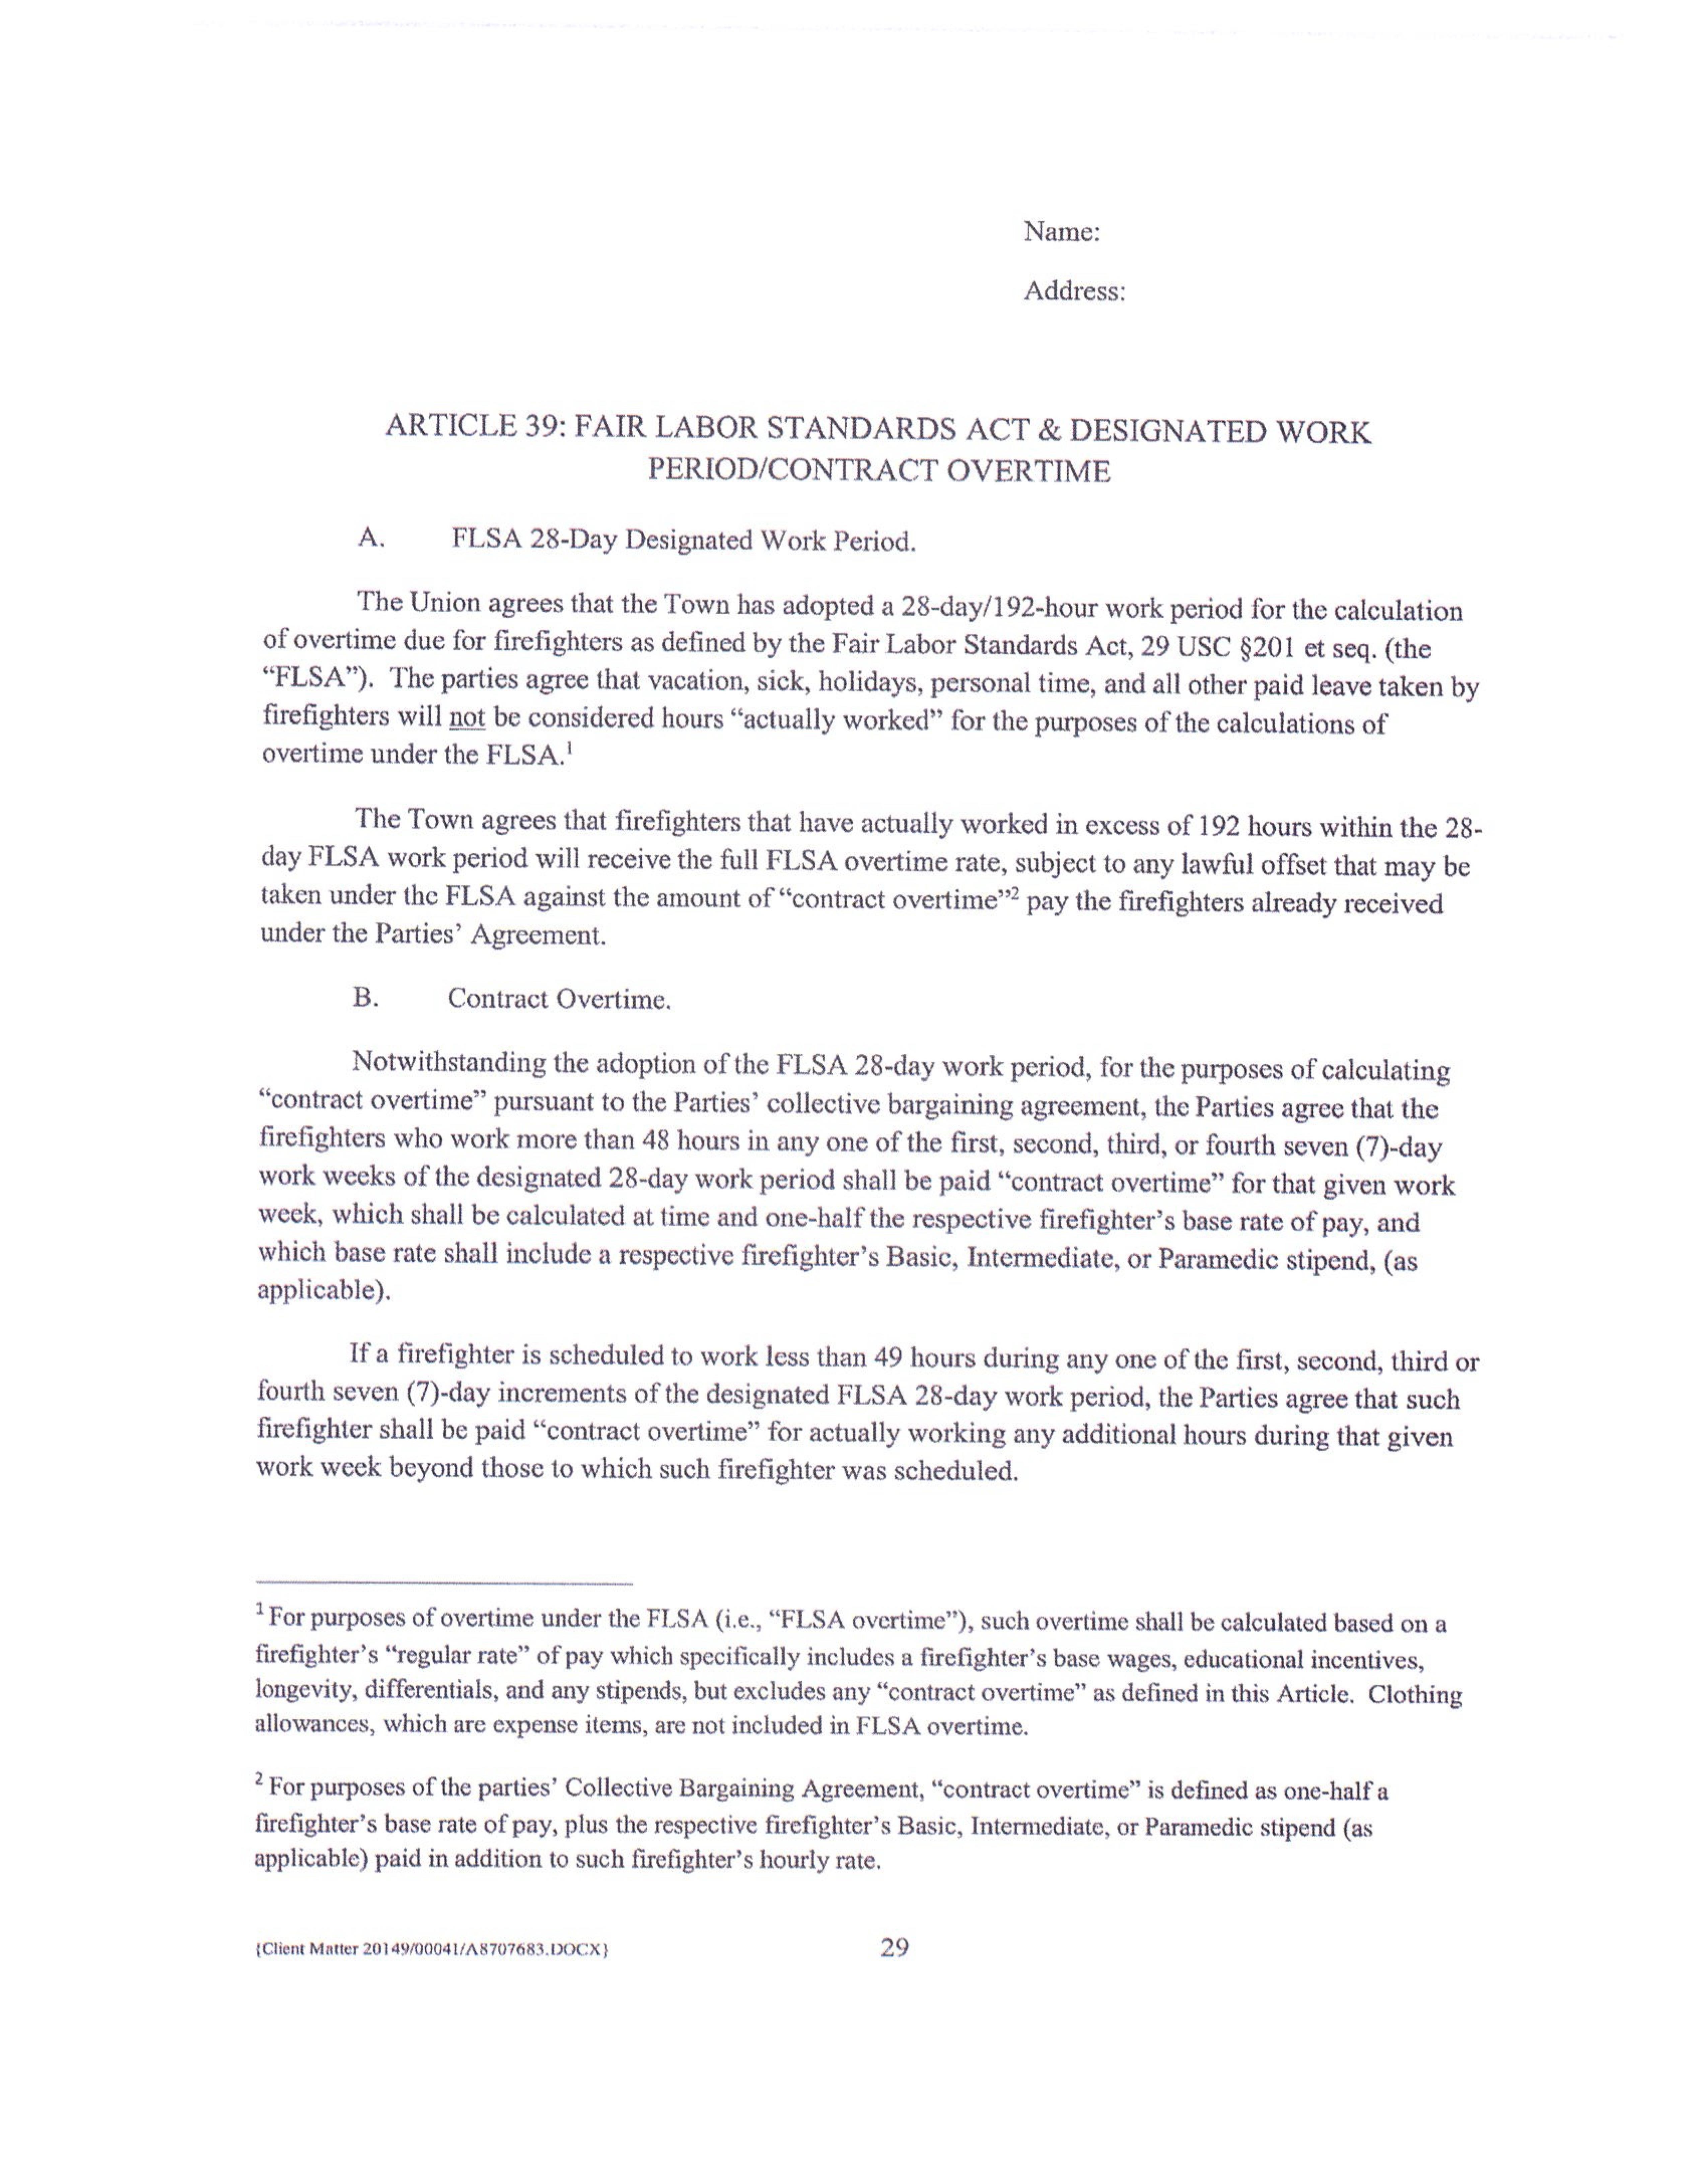 Name:
Address:
ARTICLE 39: FAIR LABOR STANDARDS ACT & DESIGNATED WORK
PERIOD/CONTRACT OVERTIME
A. FLSA 28-Day Designated Work Period.
The Union agrees that the Town has adopted a 28-day/192-hour work period for the calculation
of overtime due for firefighters as defined by the Fair Labor Standards Act, 29 USC §201 et seq. (the
“FLSA”). The parties agree that vacation, sick, holidays, personal time, and all other paid leave taken by
firefighters will not be considered hours “actually worked” for the purposes of the calculations of
overtime under the FLSA.¹
The Town agrees that firefighters that have actually worked in excess of 192 hours within the 28-
day FLSA work period will receive the full FLSA overtime rate, subject to any lawful offset that may be
taken under the FLSA against the amount of “contract overtime”² pay the firefighters already received
under the Parties’ Agreement.
B. Contract Overtime.
Notwithstanding the adoption of the FLSA 28-day work period, for the purposes of calculating
“contract overtime” pursuant to the Parties’ collective bargaining agreement, the Parties agree that the
firefighters who work more than 48 hours in any one of the first, second, third, or fourth seven (7)-day
work weeks of the designated 28-day work period shall be paid “contract overtime” for that given work
week, which shall be calculated at time and one-half the respective firefighter’s base rate of pay, and
which base rate shall include a respective firefighter’s Basic, Intermediate, or Paramedic stipend, (as
applicable).
If a firefighter is scheduled to work less than 49 hours during any one of the first, second, third or
fourth seven (7)-day increments of the designated FLSA 28-day work period, the Parties agree that such
firefighter shall be paid “contract overtime” for actually working any additional hours during that given
work week beyond those to which such firefighter was scheduled.
¹ For purposes of overtime under the FLSA (i.e., “FLSA overtime”), such overtime shall be calculated based on a
firefighter’s “regular rate” of pay which specifically includes a firefighter’s base wages, educational incentives,
longevity, differentials, and any stipends, but excludes any “contract overtime” as defined in this Article. Clothing
allowances, which are expense items, are not included in FLSA overtime.
² For purposes of the parties’ Collective Bargaining Agreement, “contract overtime” is defined as one-half a
firefighter’s base rate of pay, plus the respective firefighter’s Basic, Intermediate, or Paramedic stipend (as
applicable) paid in addition to such firefighter’s hourly rate.
{Client Matter 20149/00041/A8707683.DOCX}
29